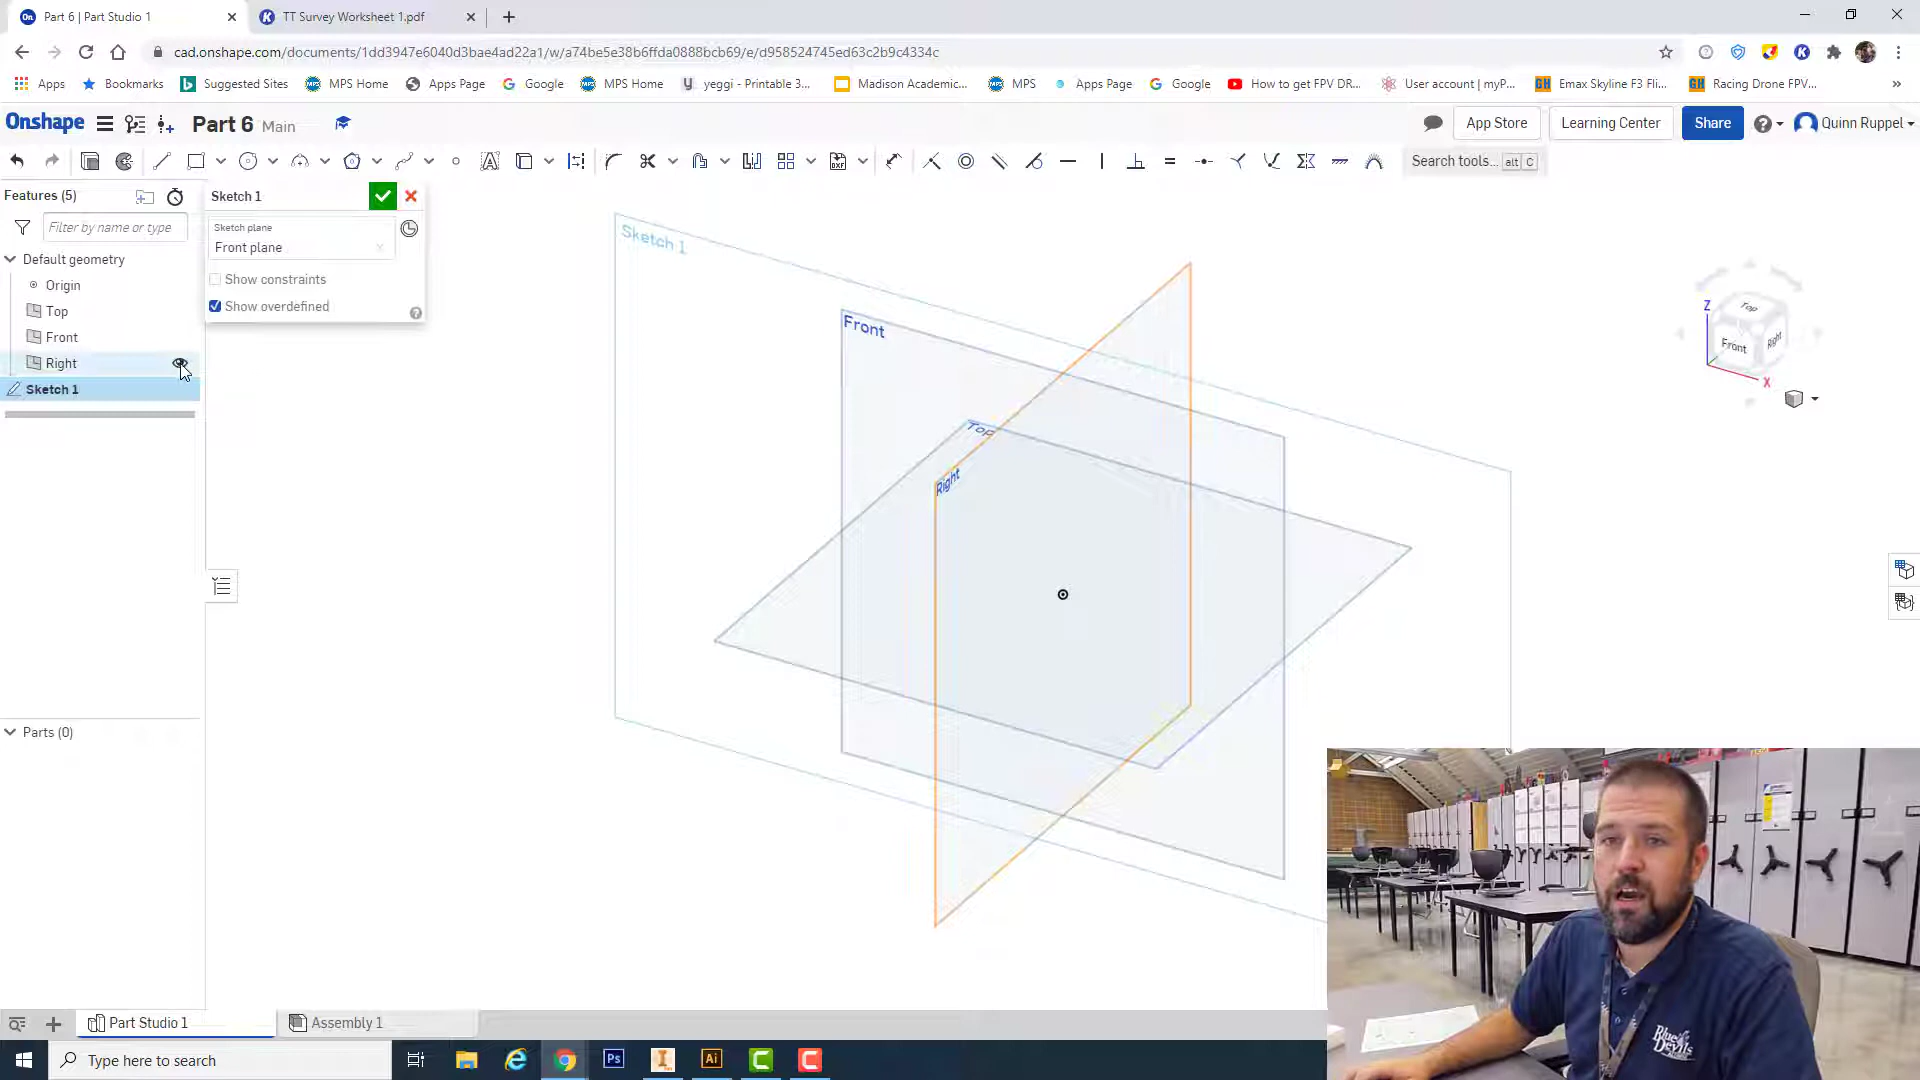 Part 6 | Part Studio 1
TT Survey Worksheet 1.pdf
cad.onshape.com/documents/1dd3947e6040d3bae4ad22a1/w/a74be5e38b6ffda0888bcb69/e/d958524745ed63c2b9c4334c
Apps
Bookmarks
Suggested Sites
MPS Home
Apps Page
Google
MPS Home
yeggi - Printable 3...
Madison Academic...
MPS
Apps Page
Google
How to get FPV DR...
User account | myP...
Emax Skyline F3 Fli...
Racing Drone FPV...
Onshape
Part 6 Main
App Store
Learning Center
Share
Quinn Ruppel
Search tools... alt C
Features (5)
Filter by name or type
Default geometry
Origin
Top
Front
Right
Sketch 1
Sketch 1
Sketch plane
Front plane
Show constraints
Show overdefined
Sketch 1
Front
Top
Right
Z
Top
Front
Right
X
Parts (0)
Part Studio 1
Assembly 1
Type here to search
Ps
Ai
Blue Devils